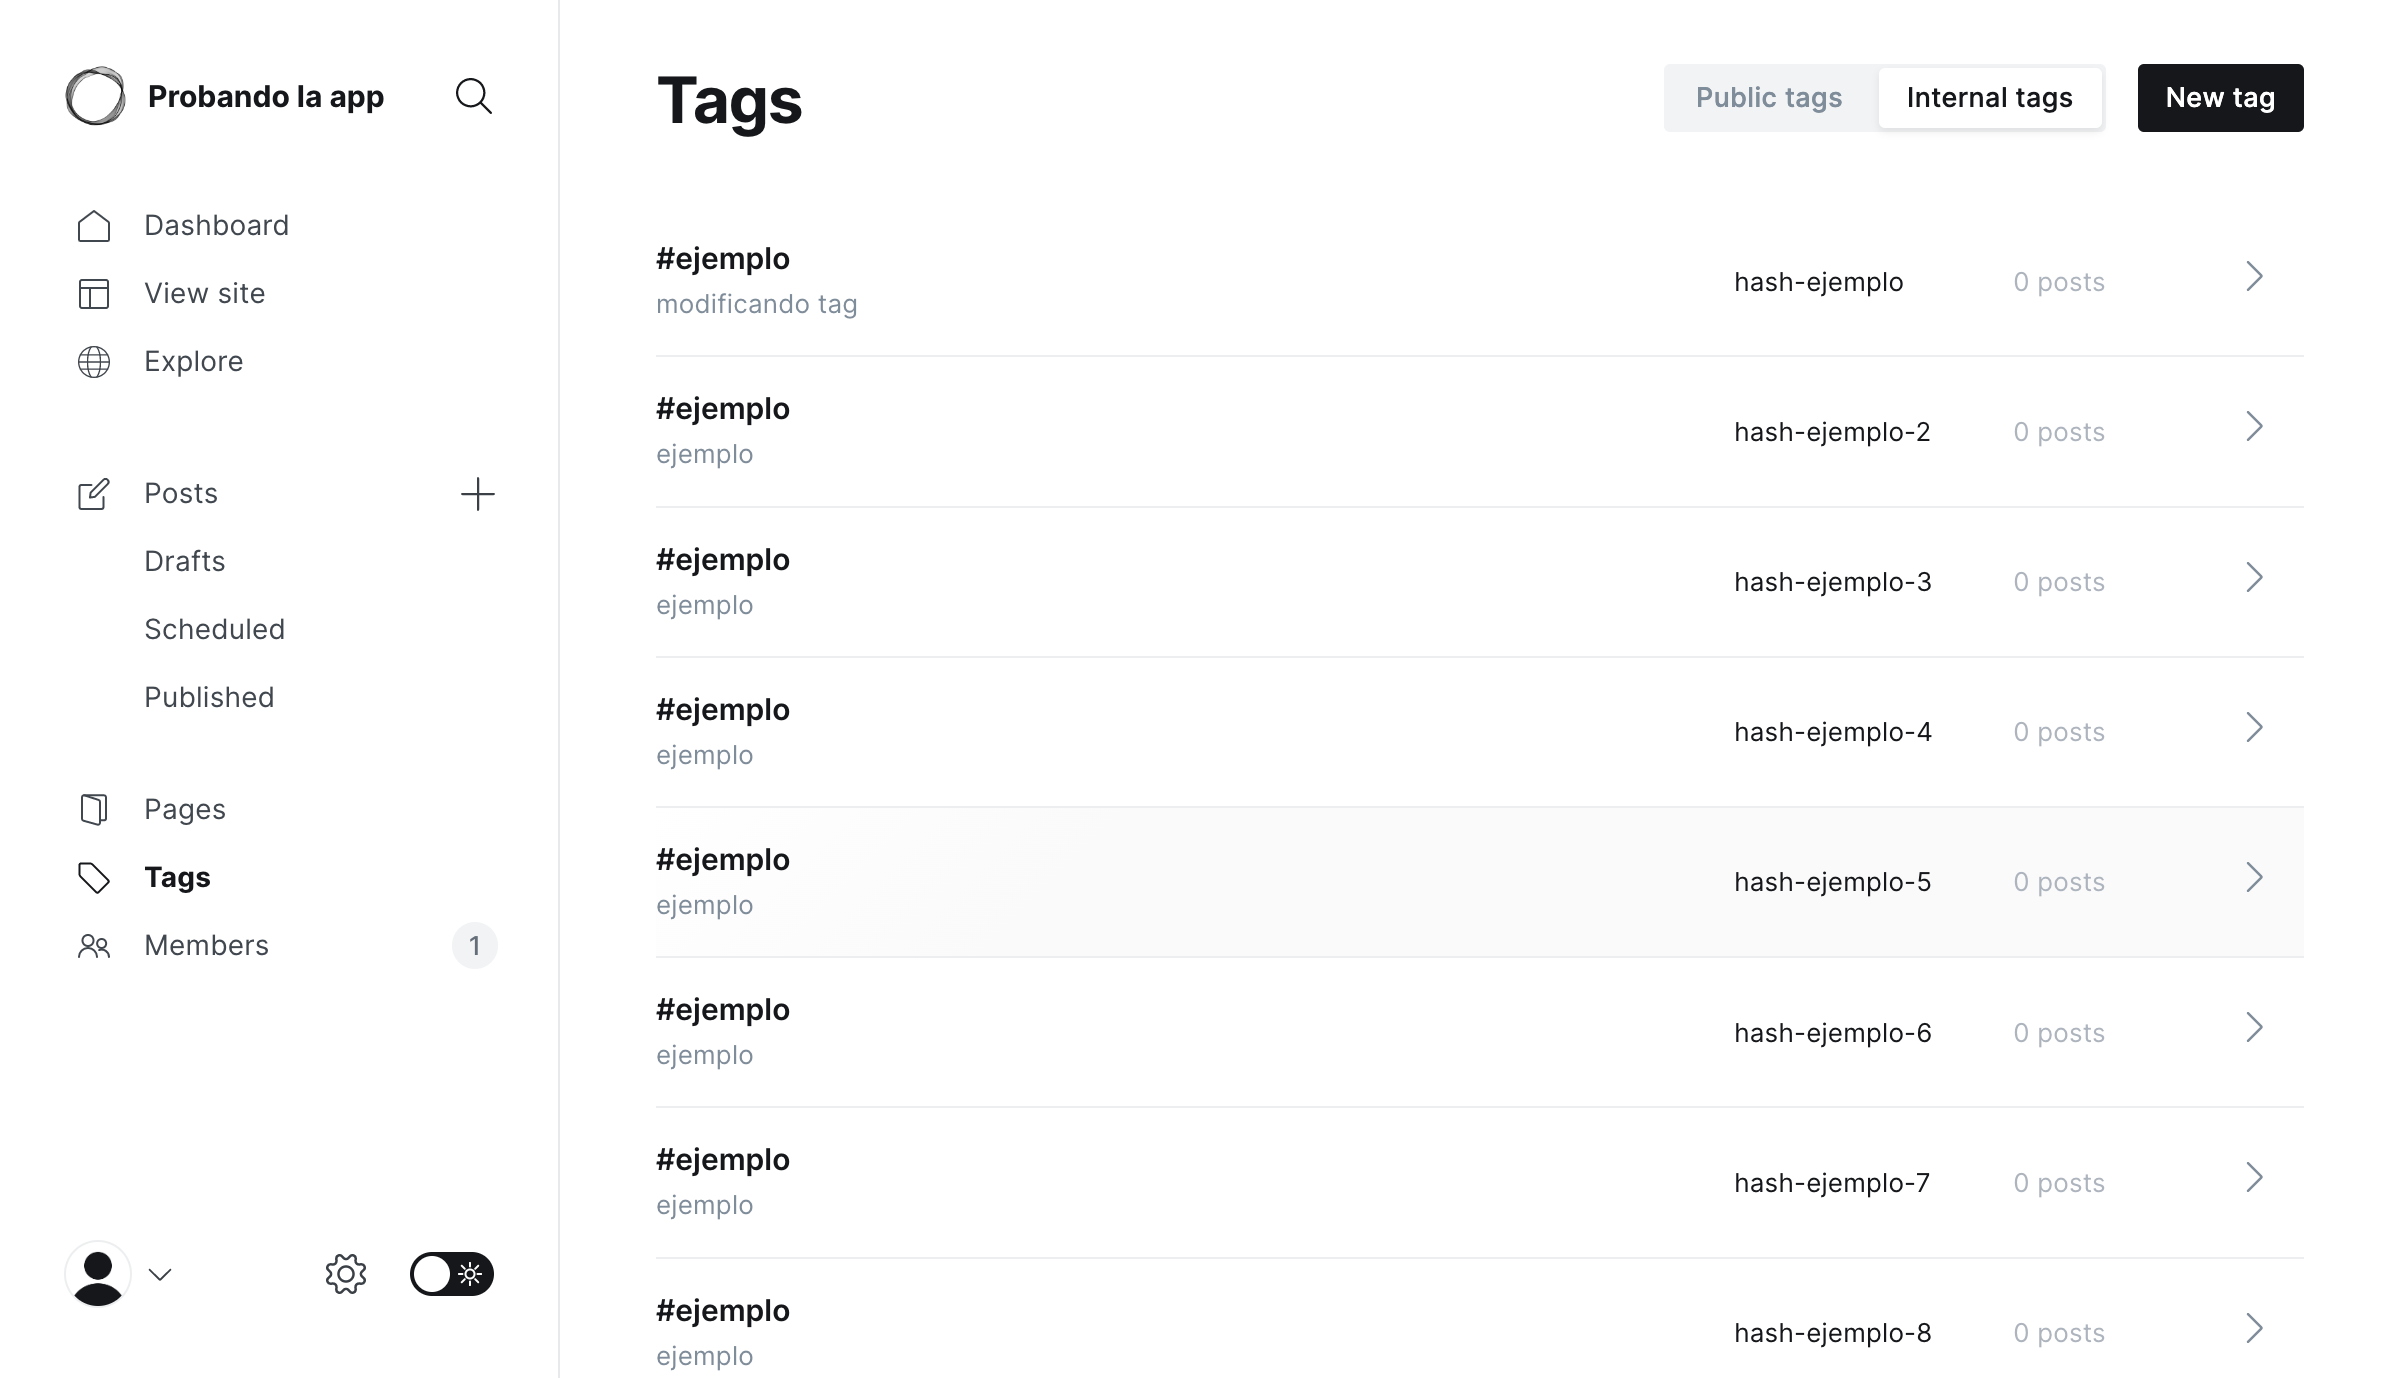 Probando la app
Dashboard
View site
Explore
Posts
Drafts
Scheduled
Published
Pages
Tags
Members 1
Tags
Public tags Internal tags New tag
#ejemplo
modificando tag
hash-ejemplo 0 posts
#ejemplo
ejemplo
hash-ejemplo-2 0 posts
#ejemplo
ejemplo
hash-ejemplo-3 0 posts
#ejemplo
ejemplo
hash-ejemplo-4 0 posts
#ejemplo
ejemplo
hash-ejemplo-5 0 posts
#ejemplo
ejemplo
hash-ejemplo-6 0 posts
#ejemplo
ejemplo
hash-ejemplo-7 0 posts
#ejemplo
ejemplo
hash-ejemplo-8 0 posts